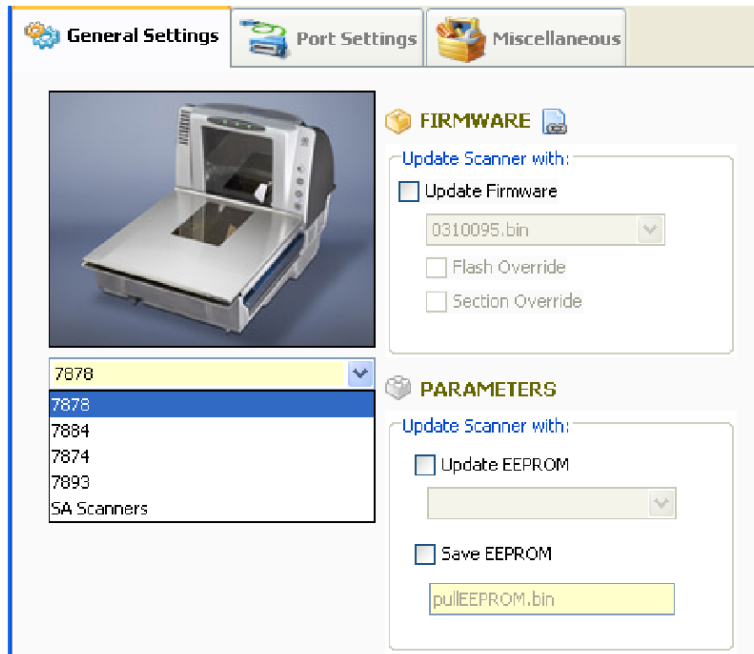 General Settings
Port Settings
Miscellaneous
FIRMWARE
Update Scanner with:
Update Firmware
0310095.bin
Flash Override
Section Override
7878
7878
7884
7874
7893
SA Scanners
PARAMETERS
Update Scanner with:
Update EEPROM
Save EEPROM
pullEEPROM.bin